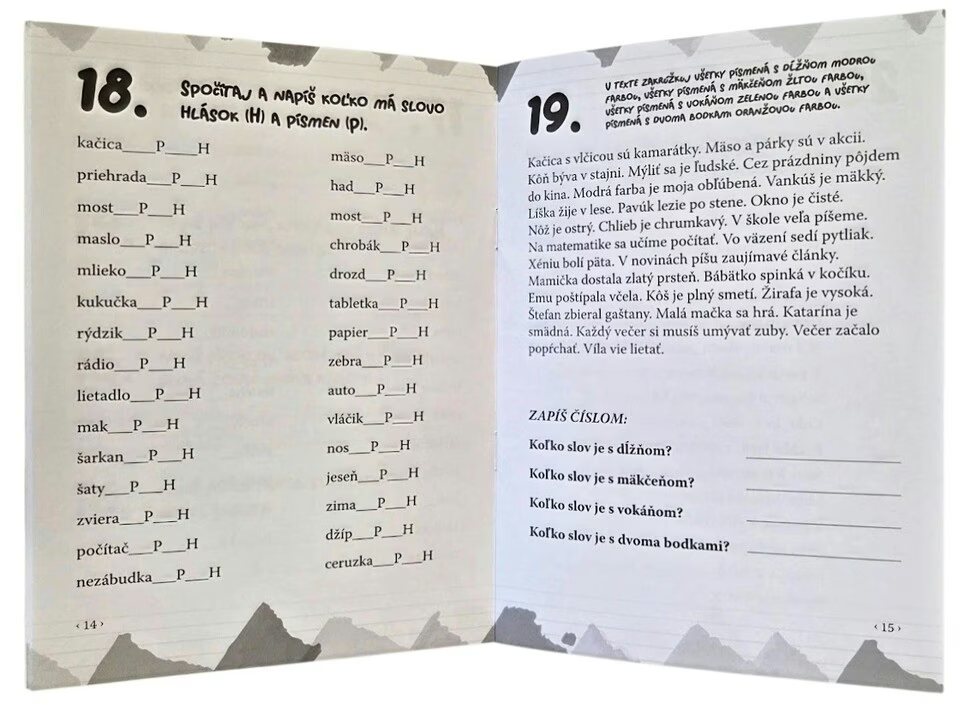 18.
SPOČÍTAJ A NAPÍŠ KOĽKO MÁ SLOVO
HLÁSOK (H) A PÍSMEN (P).
kačica____P____H
priehrada___P___H
most___P___H
maslo___P___H
mlieko___P___H
kukučka___P___H
rýdzik___P___H
rádio___P___H
lietadlo___P___H
mak___P___H
šarkan___P___H
šaty___P___H
zviera___P___H
počítač___P___H
nezábudka___P___H
mäso___P___H
had___P___H
most___P___H
chrobák___P___H
drozd___P___H
tabletka___P___H
papier___P___H
zebra___P___H
auto___P___H
vláčik___P___H
nos___P___H
jeseň___P___H
zima___P___H
džíp___P___H
ceruzka___P___H
‹ 14 ›
19.
V TEXTE ZAKRÚŽKUJ VŠETKY PÍSMENÁ S DĹŽŇOM MODROU
FARBOU, VŠETKY PÍSMENÁ S MÄKČEŇOM ŽLTOU FARBOU,
VŠETKY PÍSMENÁ S VOKÁŇOM ZELENOU FARBOU A VŠETKY
PÍSMENÁ S DVOMA BODKAMI ORANŽOVOU FARBOU.
Kačica s vlčicou sú kamarátky. Mäso a párky sú v akcii.
Kôň býva v stajni. Mýliť sa je ľudské. Cez prázdniny pôjdem
do kina. Modrá farba je moja obľúbená. Vankúš je mäkký.
Líška žije v lese. Pavúk lezie po stene. Okno je čisté.
Nôž je ostrý. Chlieb je chrumkavý. V škole veľa píšeme.
Na matematike sa učíme počítať. Vo väzení sedí pytliak.
Xéniu bolí päta. V novinách píšu zaujímavé články.
Mamička dostala zlatý prsteň. Bábätko spinká v kočíku.
Emu poštípala včela. Kôš je plný smetí. Žirafa je vysoká.
Štefan zbieral gaštany. Malá mačka sa hrá. Katarína je
smädná. Každý večer si musíš umývať zuby. Večer začalo
popŕchať. Víla vie lietať.
ZAPÍŠ ČÍSLOM:
Koľko slov je s dĺžňom?
Koľko slov je s mäkčeňom?
Koľko slov je s vokáňom?
Koľko slov je s dvoma bodkami?
‹ 15 ›